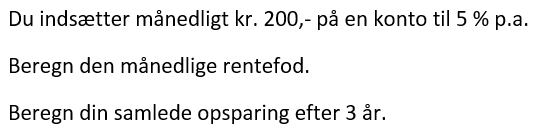 Du indsætter månedligt kr. 200,- på en konto til 5 % p.a.
Beregn den månedlige rentefod.
Beregn din samlede opsparing efter 3 år.